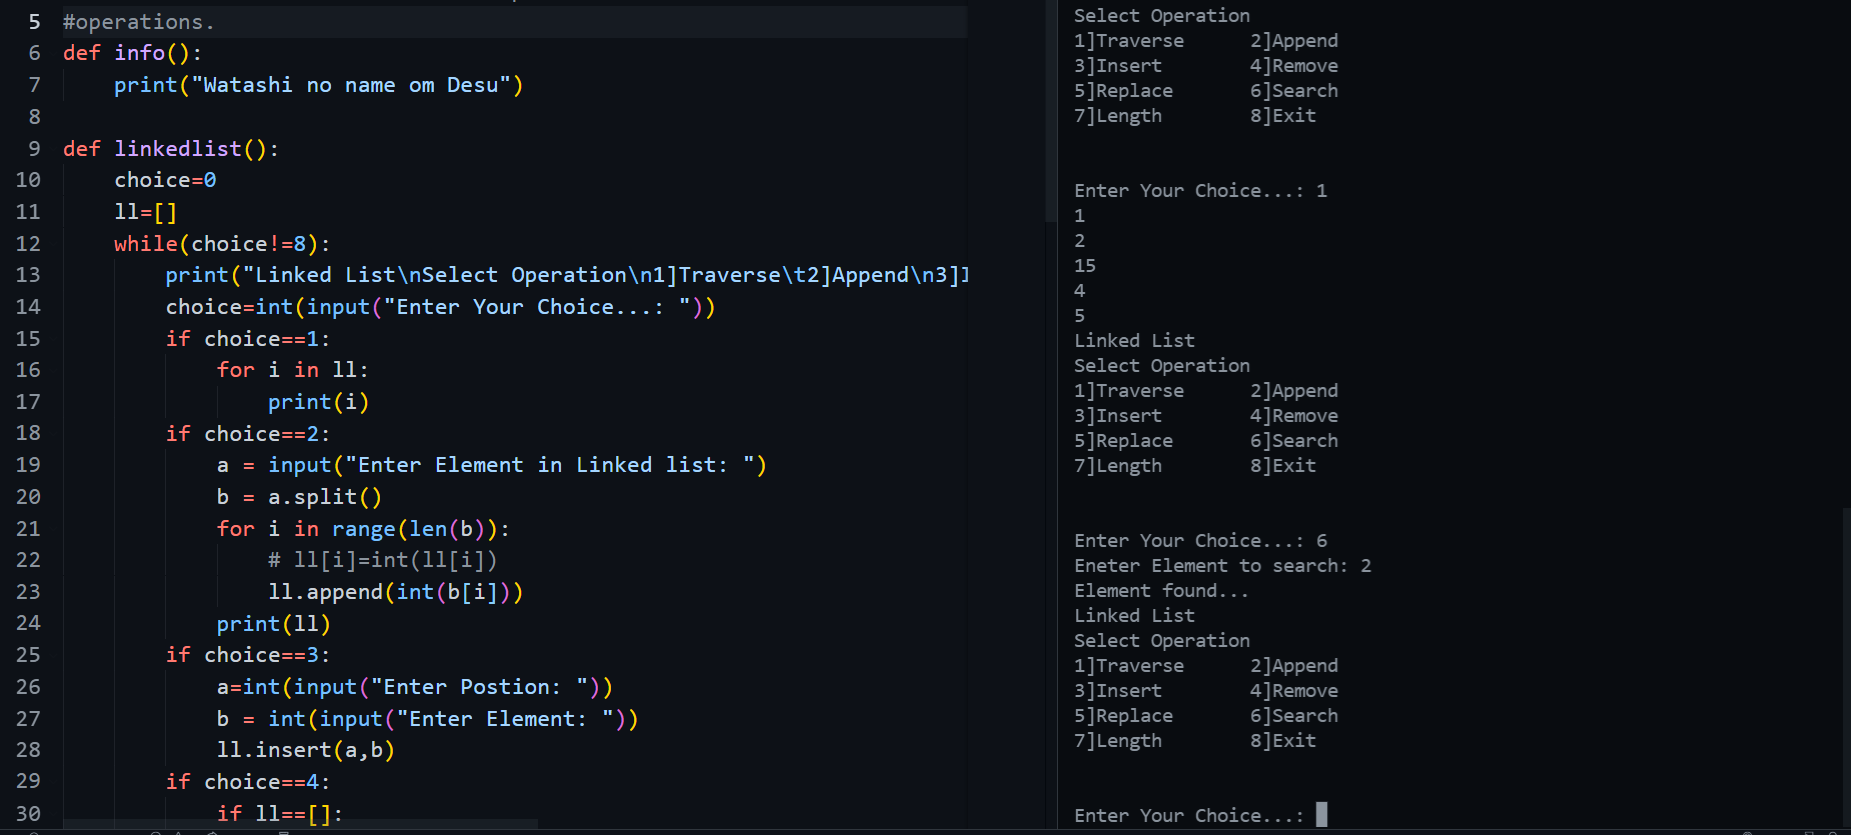 5 #operations.
6 def info():
7     print("Watashi no name om Desu")
8
9 def linkedlist():
10     choice=0
11     ll=[]
12     while(choice!=8):
13         print("Linked List\nSelect Operation\n1]Traverse\t2]Append\n3]
14         choice=int(input("Enter Your Choice...: "))
15         if choice==1:
16             for i in ll:
17                 print(i)
18         if choice==2:
19             a = input("Enter Element in Linked list: ")
20             b = a.split()
21             for i in range(len(b)):
22                 # ll[i]=int(ll[i])
23                 ll.append(int(b[i]))
24             print(ll)
25         if choice==3:
26             a=int(input("Enter Postion: "))
27             b = int(input("Enter Element: "))
28             ll.insert(a,b)
29         if choice==4:
30             if ll==[]:
Select Operation
1]Traverse      2]Append
3]Insert        4]Remove
5]Replace       6]Search
7]Length        8]Exit
Enter Your Choice...: 1
1
2
15
4
5
Linked List
Select Operation
1]Traverse      2]Append
3]Insert        4]Remove
5]Replace       6]Search
7]Length        8]Exit
Enter Your Choice...: 6
Eneter Element to search: 2
Element found...
Linked List
Select Operation
1]Traverse      2]Append
3]Insert        4]Remove
5]Replace       6]Search
7]Length        8]Exit
Enter Your Choice...: